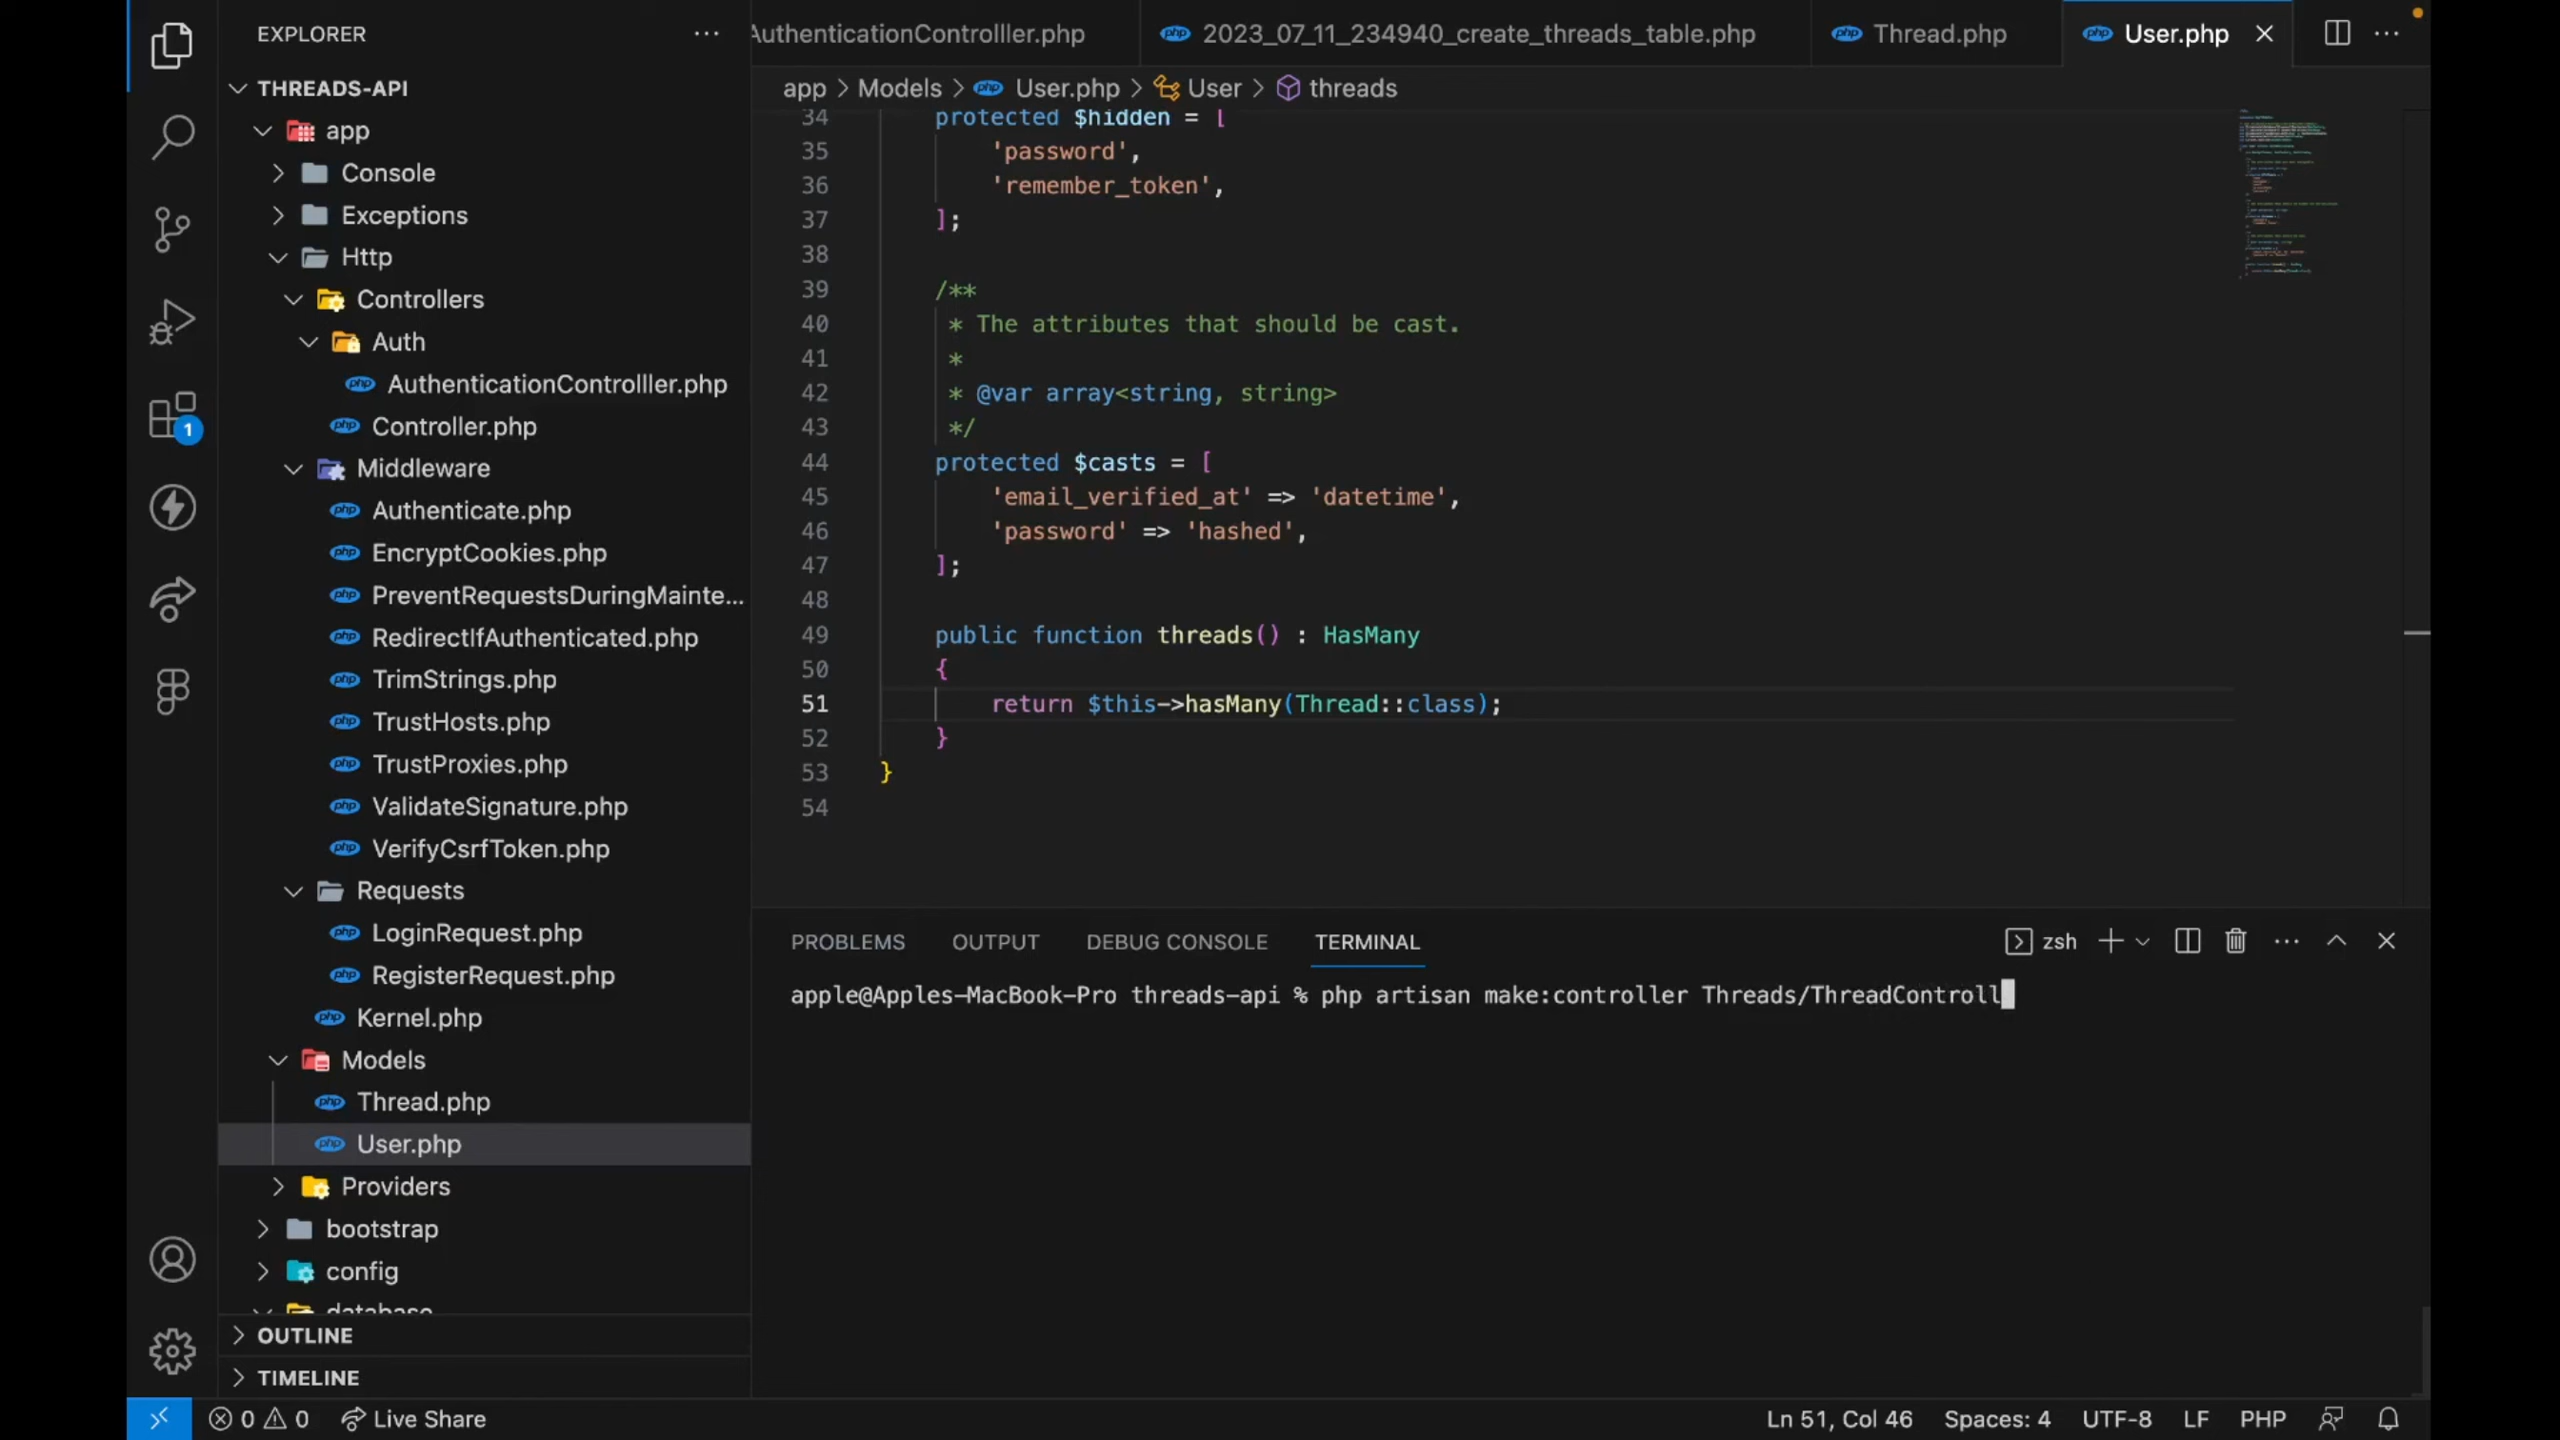 EXPLORER
THREADS-API
app
Console
Exceptions
Http
Controllers
Auth
AuthenticationControlller.php
Controller.php
Middleware
Authenticate.php
EncryptCookies.php
PreventRequestsDuringMainte...
RedirectIfAuthenticated.php
TrimStrings.php
TrustHosts.php
TrustProxies.php
ValidateSignature.php
VerifyCsrfToken.php
Requests
LoginRequest.php
RegisterRequest.php
Kernel.php
Models
Thread.php
User.php
Providers
bootstrap
config
database
OUTLINE
TIMELINE
1
AuthenticationControlller.php
php 2023_07_11_234940_create_threads_table.php
php Thread.php
php User.php
app > Models > php User.php > User > threads
34 protected $hidden = [
35 'password',
36 'remember_token',
37 ];
38
39 /**
40 * The attributes that should be cast.
41 *
42 * @var array<string, string>
43 */
44 protected $casts = [
45 'email_verified_at' => 'datetime',
46 'password' => 'hashed',
47 ];
48
49 public function threads() : HasMany
50 {
51 return $this->hasMany(Thread::class);
52 }
53 }
54
PROBLEMS OUTPUT DEBUG CONSOLE TERMINAL zsh
apple@Apples-MacBook-Pro threads-api % php artisan make:controller Threads/ThreadControll
0 0 Live Share Ln 51, Col 46 Spaces: 4 UTF-8 LF PHP